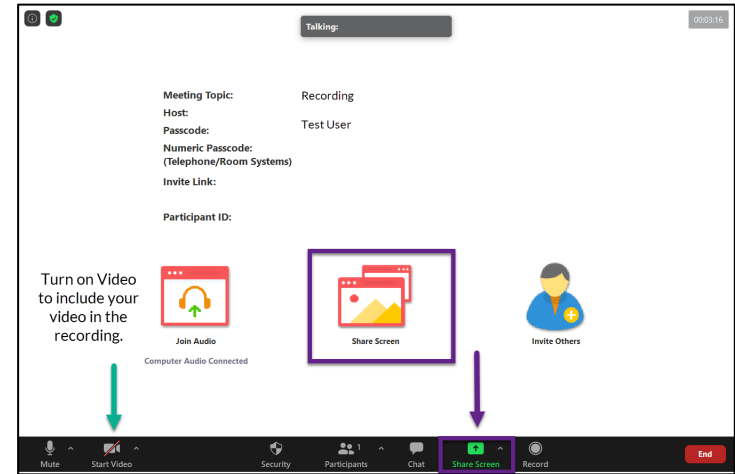 Talking:
00:03:16
Meeting Topic: Recording
Host:
Passcode: Test User
Numeric Passcode:
(Telephone/Room Systems)
Invite Link:
Participant ID:
Turn on Video
to include your
video in the
recording.
Join Audio
Share Screen
Invite Others
Computer Audio Connected
Mute
Start Video
Security
Participants
1
Chat
Share Screen
Record
End